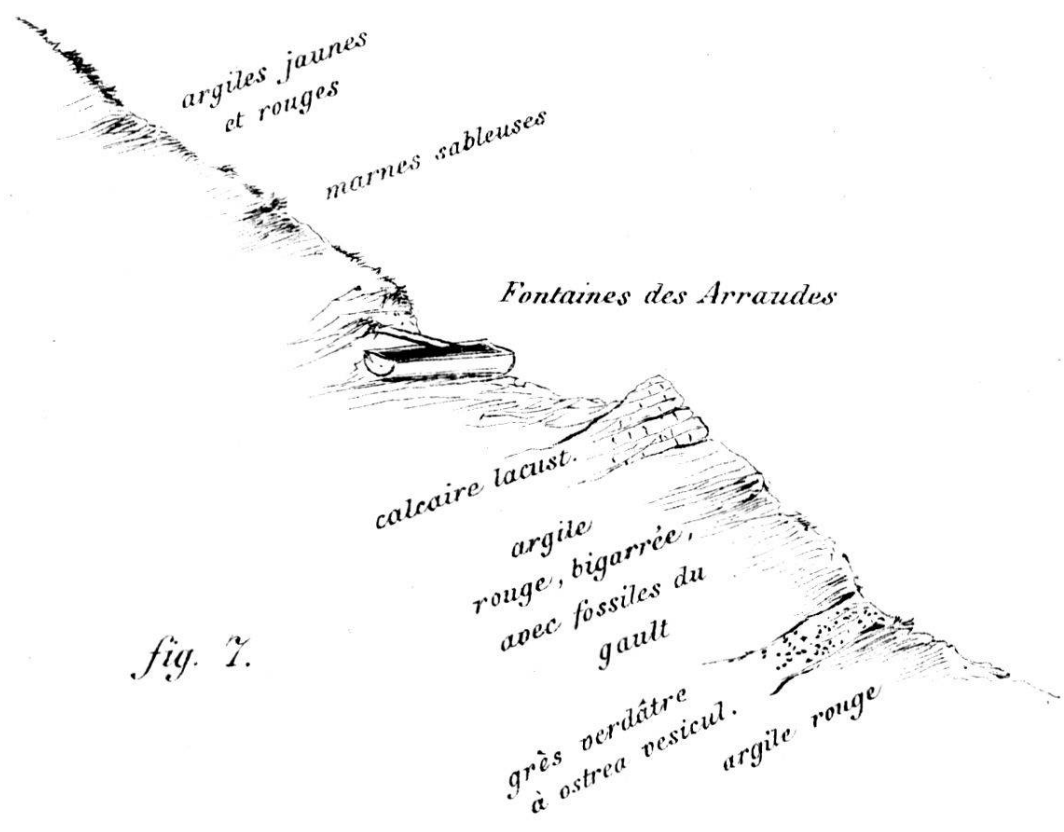 argiles jaunes
et rouges
marnes sableuses
Fontaines des Arraudes
calcaire lacust.
argile
rouge, bigarrée,
avec fossiles du
gault
fig. 7.
grès verdâtre
à ostrea vesicul.
argile rouge